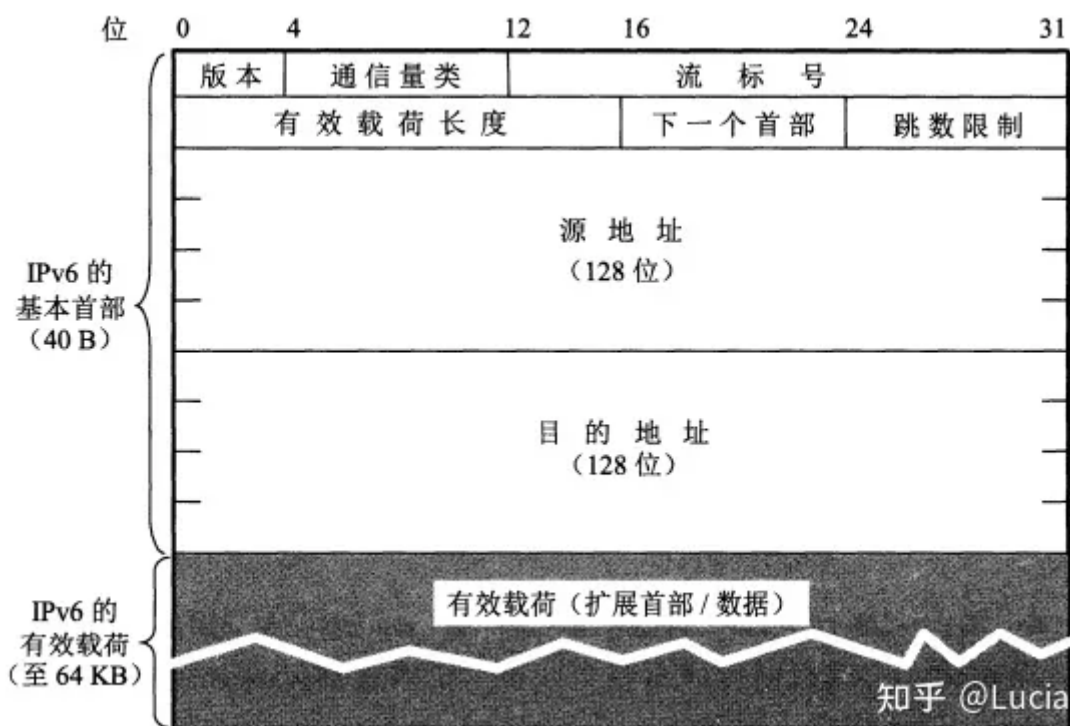 位 0 4 12 16 24 31
版本 通信量类 流标号
有效载荷长度 下一个首部 跳数限制
源地址
（128 位）
IPv6 的
基本首部
（40 B）
目的地址
（128 位）
有效载荷（扩展首部 / 数据）
IPv6 的
有效载荷
（至 64 KB）
知乎 @Lucia